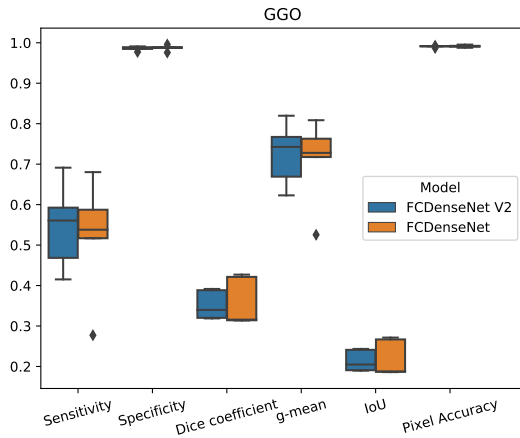 GGO
1.0
0.9
0.8
0.7
0.6
0.5
0.4
0.3
0.2
Model
FCDenseNet V2
FCDenseNet
Sensitivity
Specificity
Dice coefficient
g-mean
IoU
Pixel Accuracy